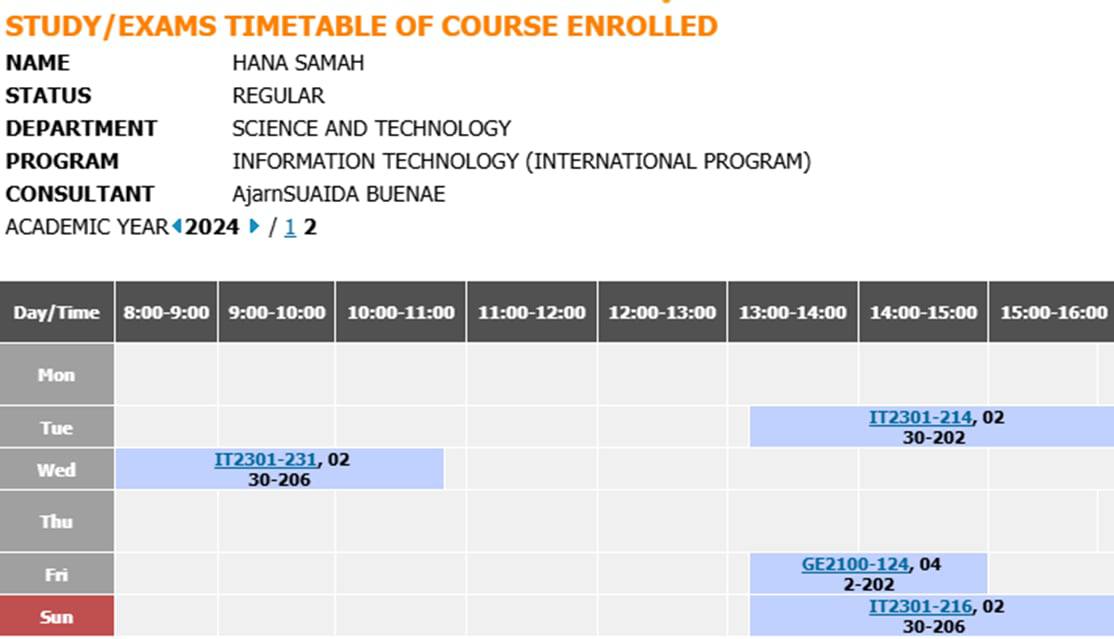 STUDY/EXAMS TIMETABLE OF COURSE ENROLLED
NAME HANA SAMAH
STATUS REGULAR
DEPARTMENT SCIENCE AND TECHNOLOGY
PROGRAM INFORMATION TECHNOLOGY (INTERNATIONAL PROGRAM)
CONSULTANT AjarnSUAIDA BUENAE
ACADEMIC YEAR 2024 / 1 2
Day/Time 8:00-9:00 9:00-10:00 10:00-11:00 11:00-12:00 12:00-13:00 13:00-14:00 14:00-15:00 15:00-16:00
Mon
Tue IT2301-214, 02
30-202
Wed IT2301-231, 02
30-206
Thu
Fri GE2100-124, 04
2-202
Sun IT2301-216, 02
30-206